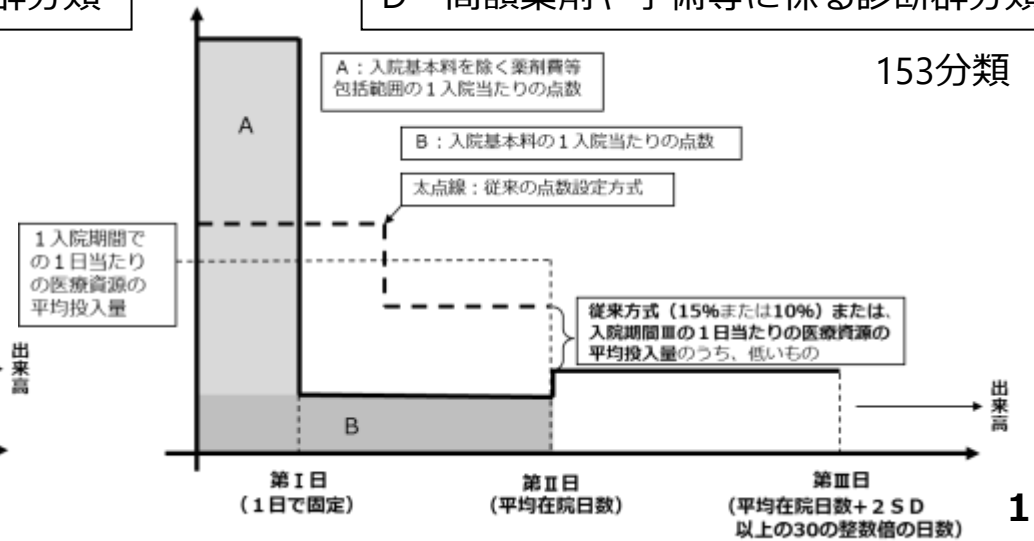 群分類
D 高額薬剤や手術等に係る診断群分類
153分類
A:入院基本料を除く薬剤費等
包括範囲の1入院当たりの点数
A
B:入院基本料の1入院当たりの点数
太点線:従来の点数設定方式
1入院期間で
の1日当たり
の医療資源の
平均投入量
従来方式(15%または10%)または、
入院期間Ⅲの1日当たりの医療資源の
平均投入量のうち、低いもの
出来高
出来高
B
第Ⅰ日
(1日で固定)
第Ⅱ日
(平均在院日数)
第Ⅲ日
(平均在院日数+2SD
以上の30の整数倍の日数)
1